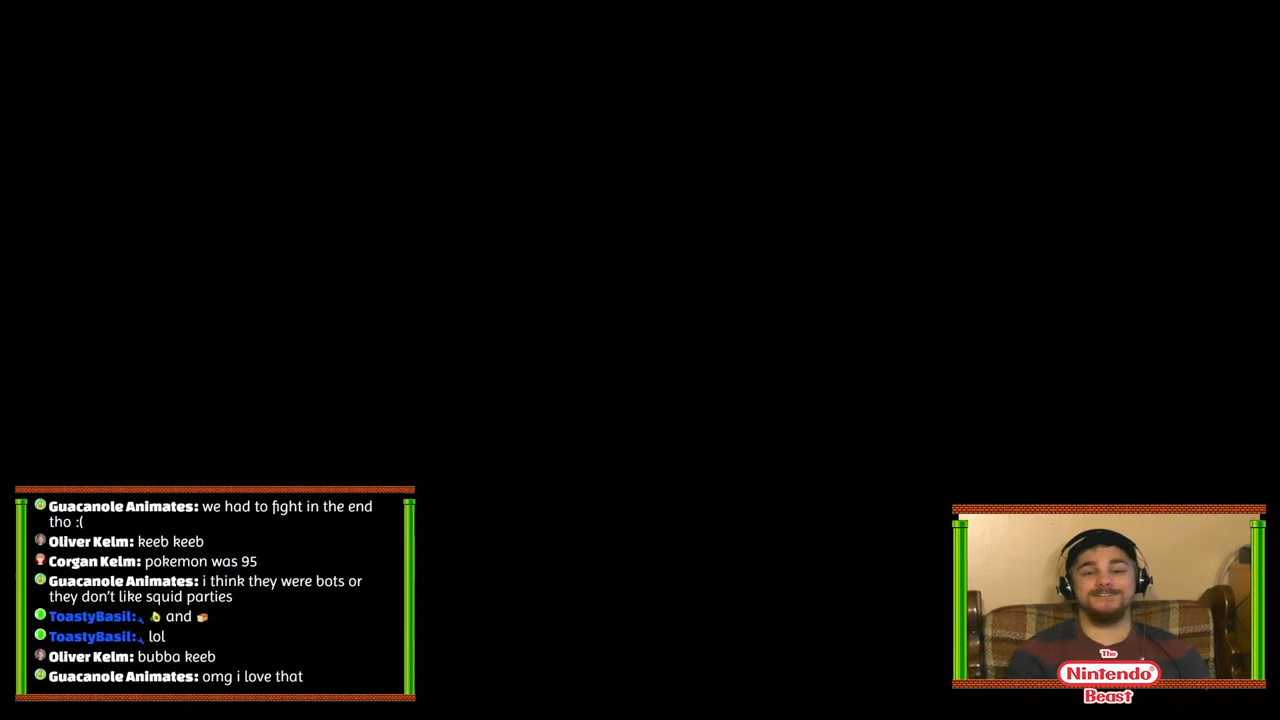 Guacanole Animates: we had to fight in the end
tho :(
Oliver Kelm: keeb keeb
Corgan Kelm: pokemon was 95
Guacanole Animates: i think they were bots or
they don't like squid parties
ToastyBasil: 🥑 and 🍞
ToastyBasil: lol
Oliver Kelm: bubba keeb
Guacanole Animates: omg i love that
The
Nintendo®
Beast